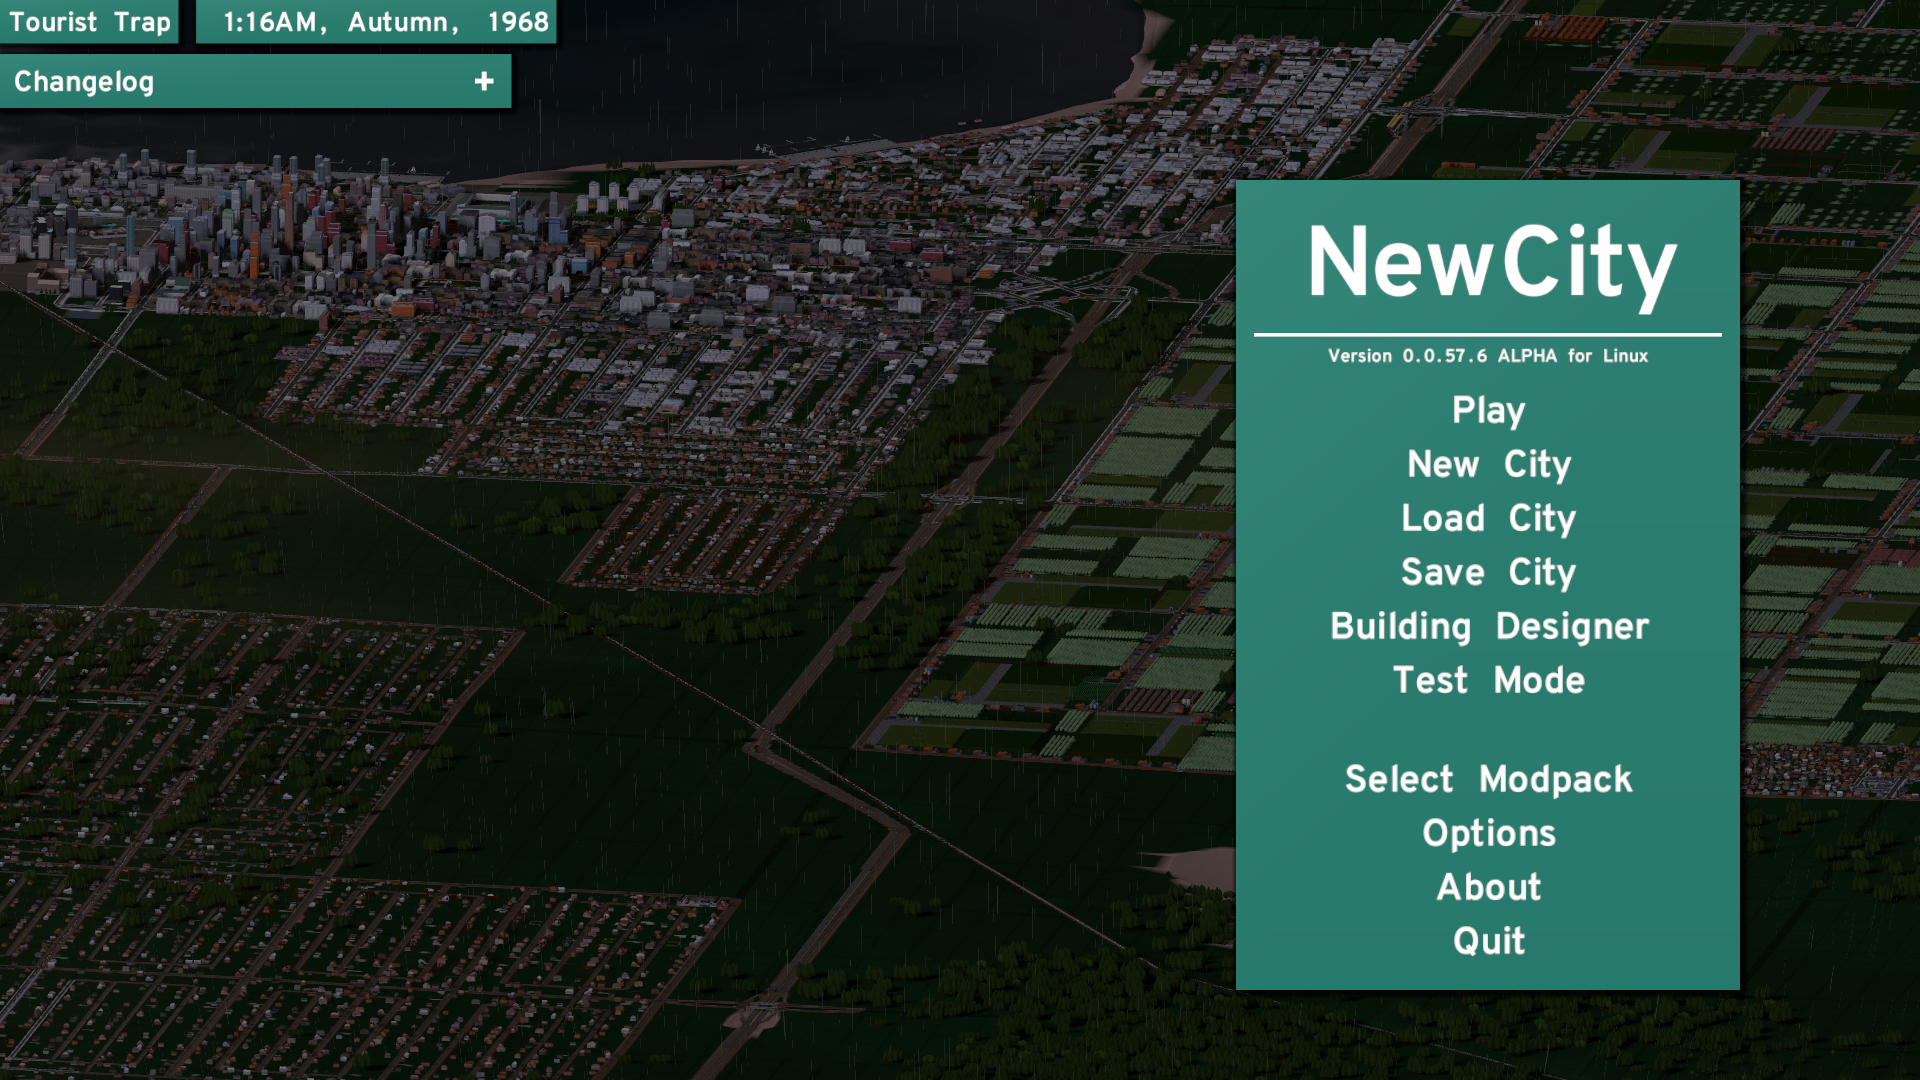 Tourist Trap
1:16AM, Autumn, 1968
Changelog +
NewCity
Version 0.0.57.6 ALPHA for Linux
Play
New City
Load City
Save City
Building Designer
Test Mode
Select Modpack
Options
About
Quit